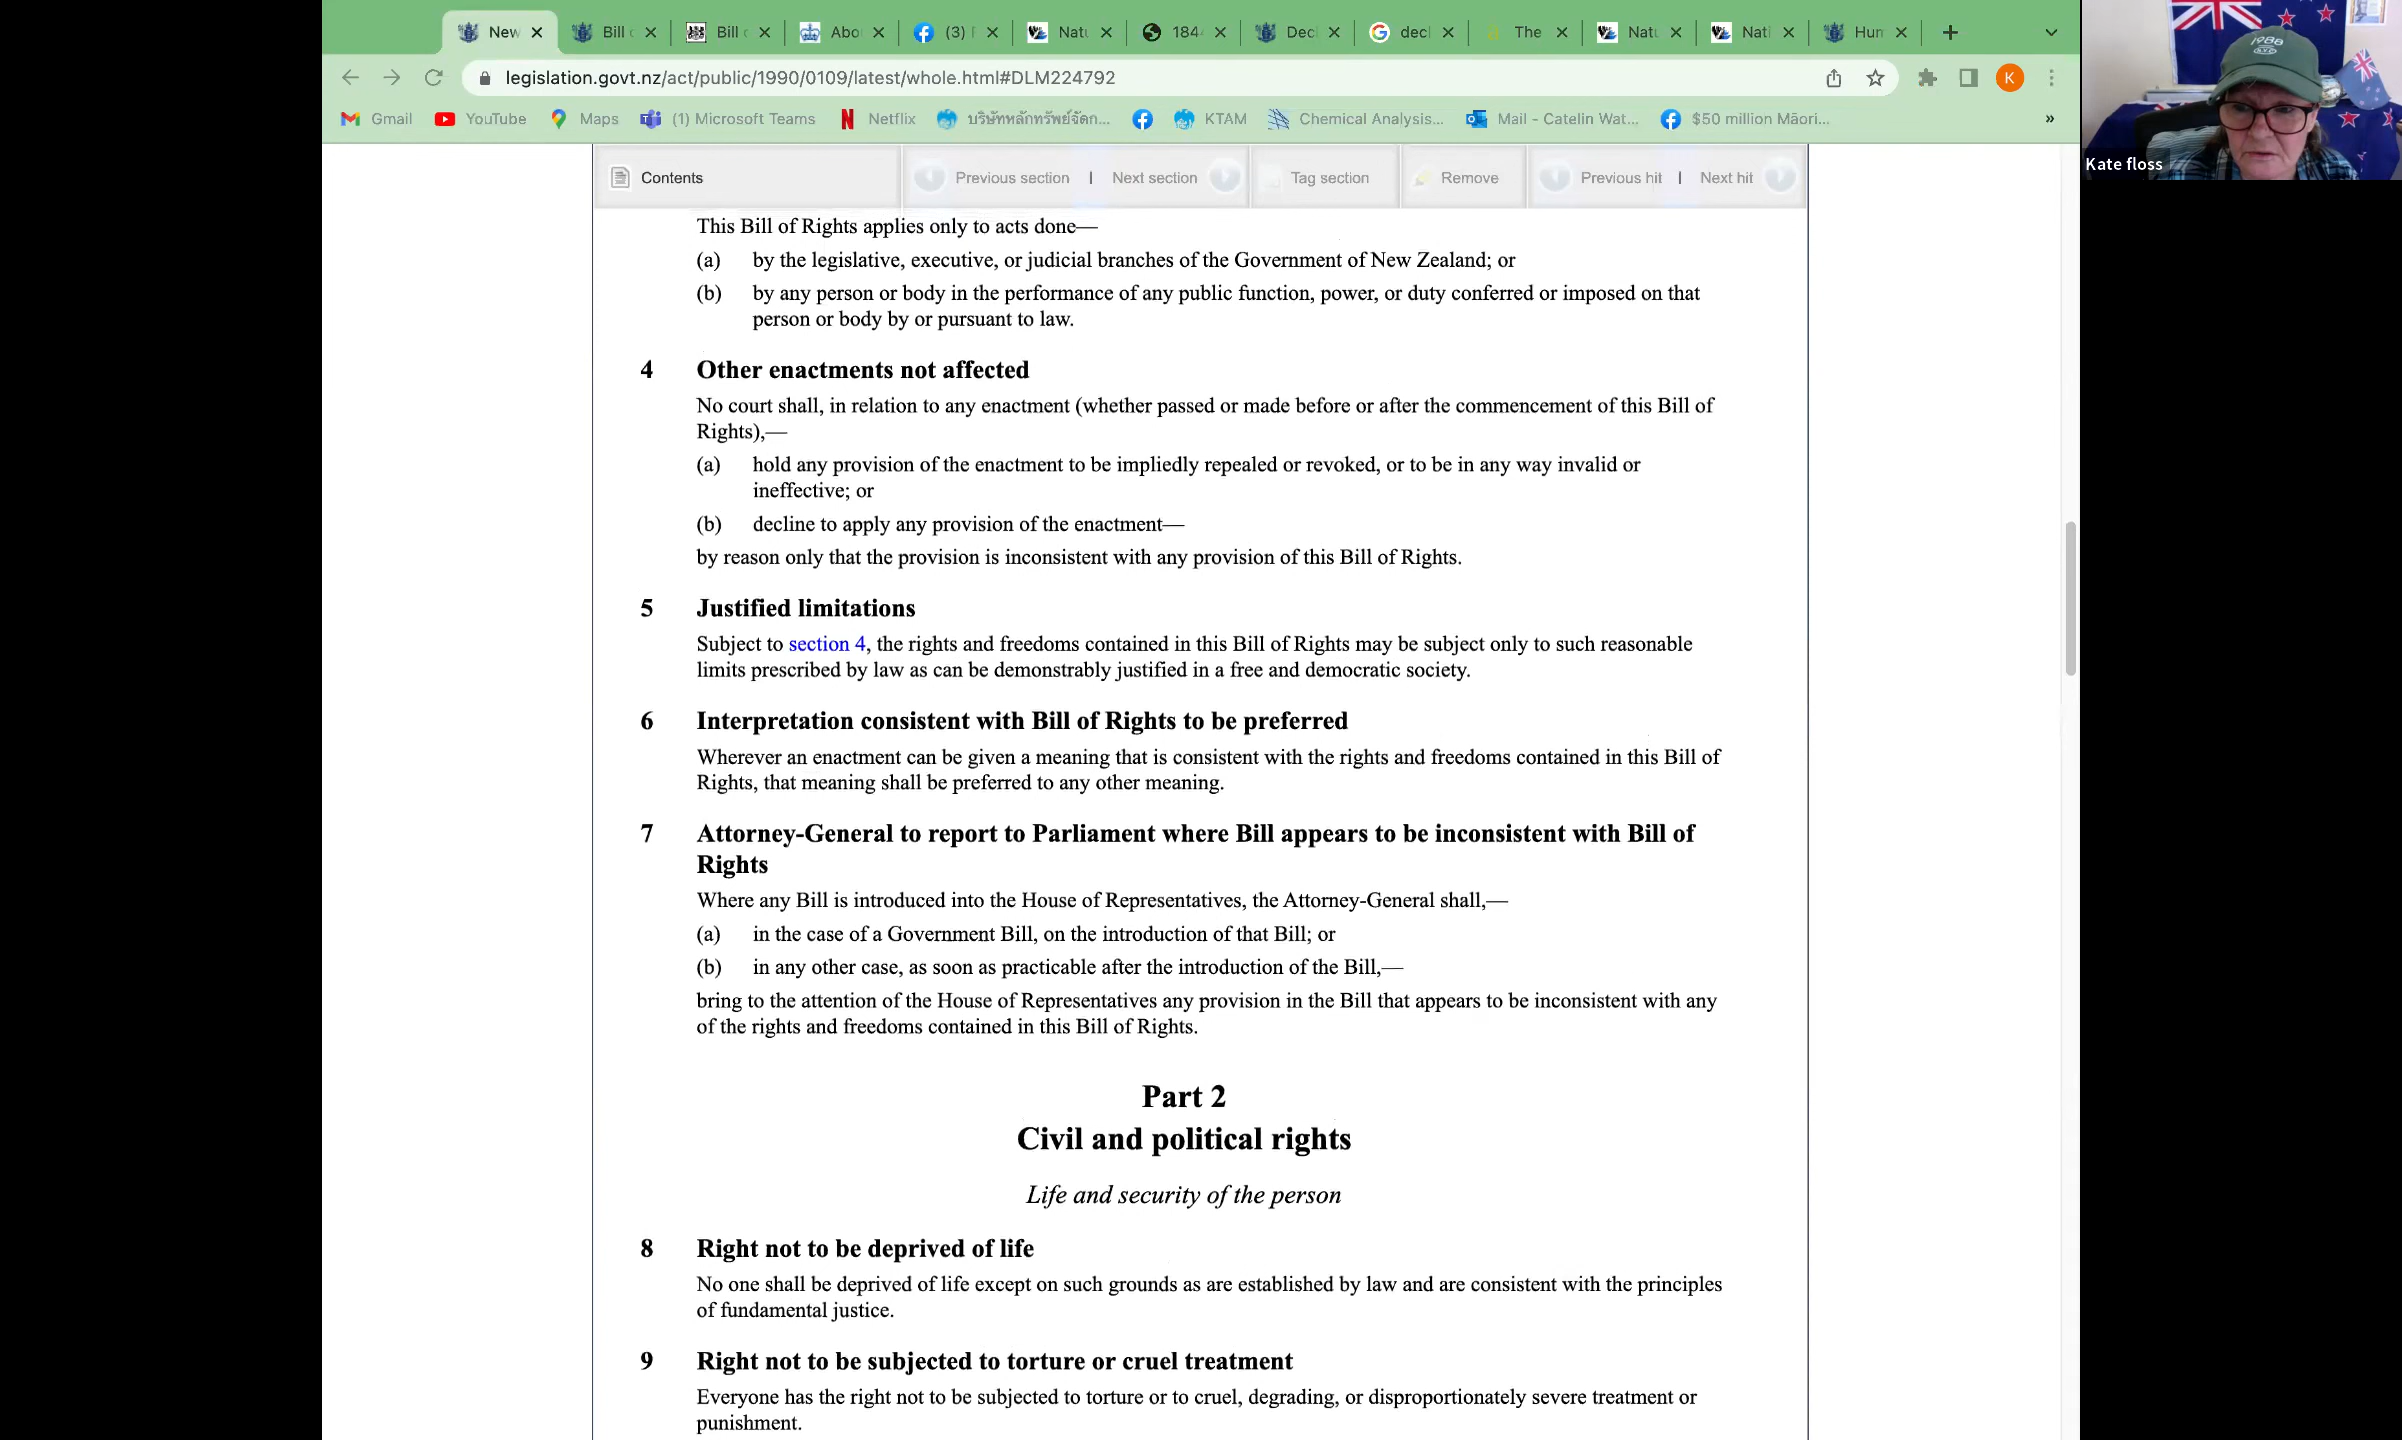 New
Bill c
Bill c
Abo
(3) F
Natu
184
Decl
decl
The
Natu
Nati
Hum
legislation.govt.nz/act/public/1990/0109/latest/whole.html#DLM224792
K
Gmail
YouTube
Maps
(1) Microsoft Teams
Netflix
บริษัทหลักทรัพย์จัดก...
KTAM
Chemical Analysis...
Mail - Catelin Wat...
$50 million Māori...
»
1988
Kate floss
Contents
Previous section | Next section
Tag section
Remove
Previous hit | Next hit
This Bill of Rights applies only to acts done—
(a) by the legislative, executive, or judicial branches of the Government of New Zealand; or
(b) by any person or body in the performance of any public function, power, or duty conferred or imposed on that
person or body by or pursuant to law.
4 Other enactments not affected
No court shall, in relation to any enactment (whether passed or made before or after the commencement of this Bill of
Rights),—
(a) hold any provision of the enactment to be impliedly repealed or revoked, or to be in any way invalid or
ineffective; or
(b) decline to apply any provision of the enactment—
by reason only that the provision is inconsistent with any provision of this Bill of Rights.
5 Justified limitations
Subject to section 4, the rights and freedoms contained in this Bill of Rights may be subject only to such reasonable
limits prescribed by law as can be demonstrably justified in a free and democratic society.
6 Interpretation consistent with Bill of Rights to be preferred
Wherever an enactment can be given a meaning that is consistent with the rights and freedoms contained in this Bill of
Rights, that meaning shall be preferred to any other meaning.
7 Attorney-General to report to Parliament where Bill appears to be inconsistent with Bill of
Rights
Where any Bill is introduced into the House of Representatives, the Attorney-General shall,—
(a) in the case of a Government Bill, on the introduction of that Bill; or
(b) in any other case, as soon as practicable after the introduction of the Bill,—
bring to the attention of the House of Representatives any provision in the Bill that appears to be inconsistent with any
of the rights and freedoms contained in this Bill of Rights.
Part 2
Civil and political rights
Life and security of the person
8 Right not to be deprived of life
No one shall be deprived of life except on such grounds as are established by law and are consistent with the principles
of fundamental justice.
9 Right not to be subjected to torture or cruel treatment
Everyone has the right not to be subjected to torture or to cruel, degrading, or disproportionately severe treatment or
punishment.